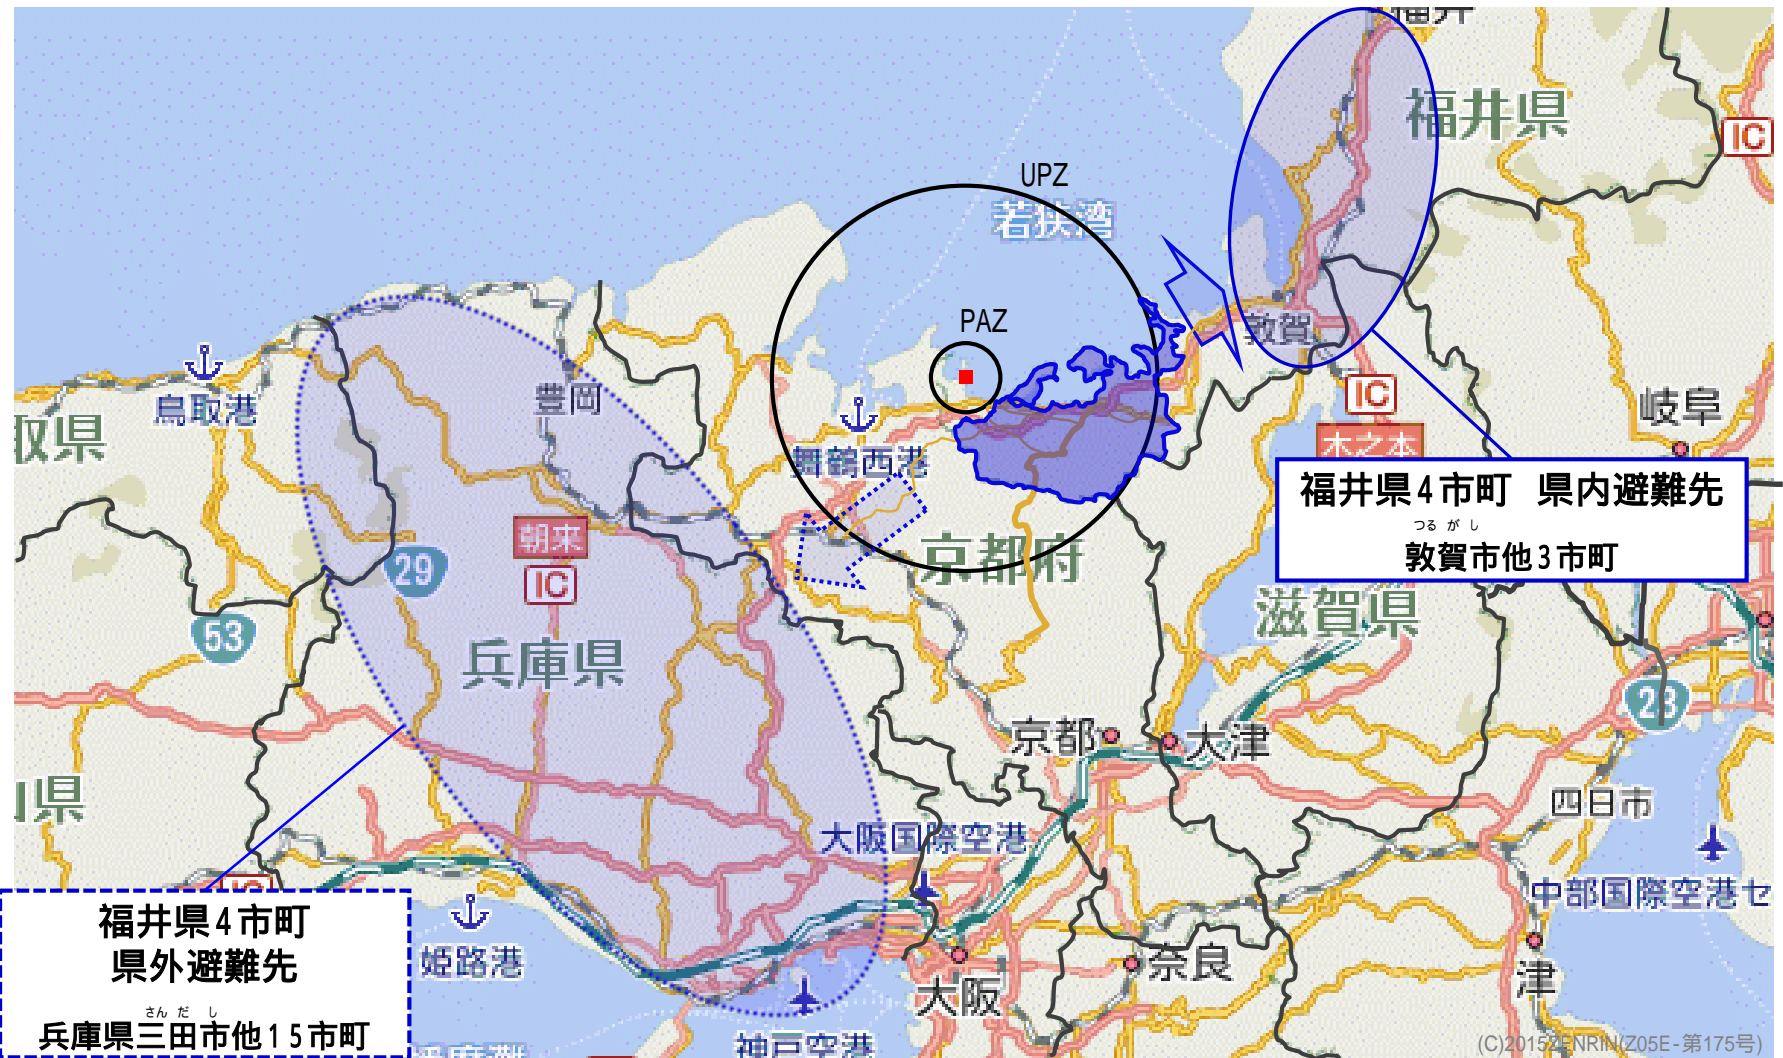 福井
福井県
IC
UPZ
若狭湾
PAZ
敦賀
鳥取港
豊岡
取県
舞鶴西港
IC
木之本
岐阜
福井県4市町 県内避難先
つるがし
敦賀市他3市町
朝来
IC
29
京都府
53
兵庫県
滋賀県
23
京都
大津
山県
四日市
大阪国際空港
中部国際空港セ
IC
福井県4市町
県外避難先
さんだし
兵庫県三田市他15市町
姫路港
奈良
津
大阪
神戸空港
(C)2015ZENRIN(Z05E-第175号)